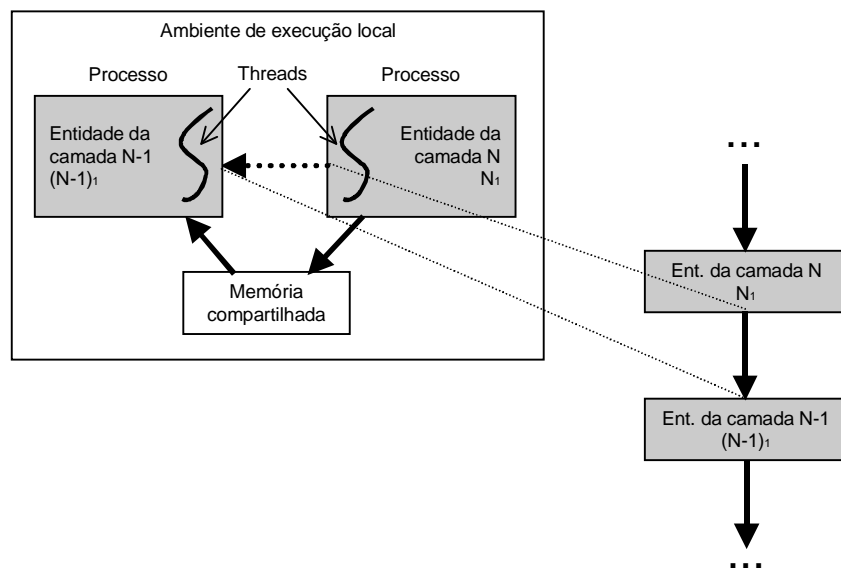 Ambiente de execução local
Processo
Threads
Processo
Entidade da
camada N-1
(N-1)₁
Entidade da
camada N
N₁
Memória
compartilhada
...
Ent. da camada N
N₁
Ent. da camada N-1
(N-1)₁
...